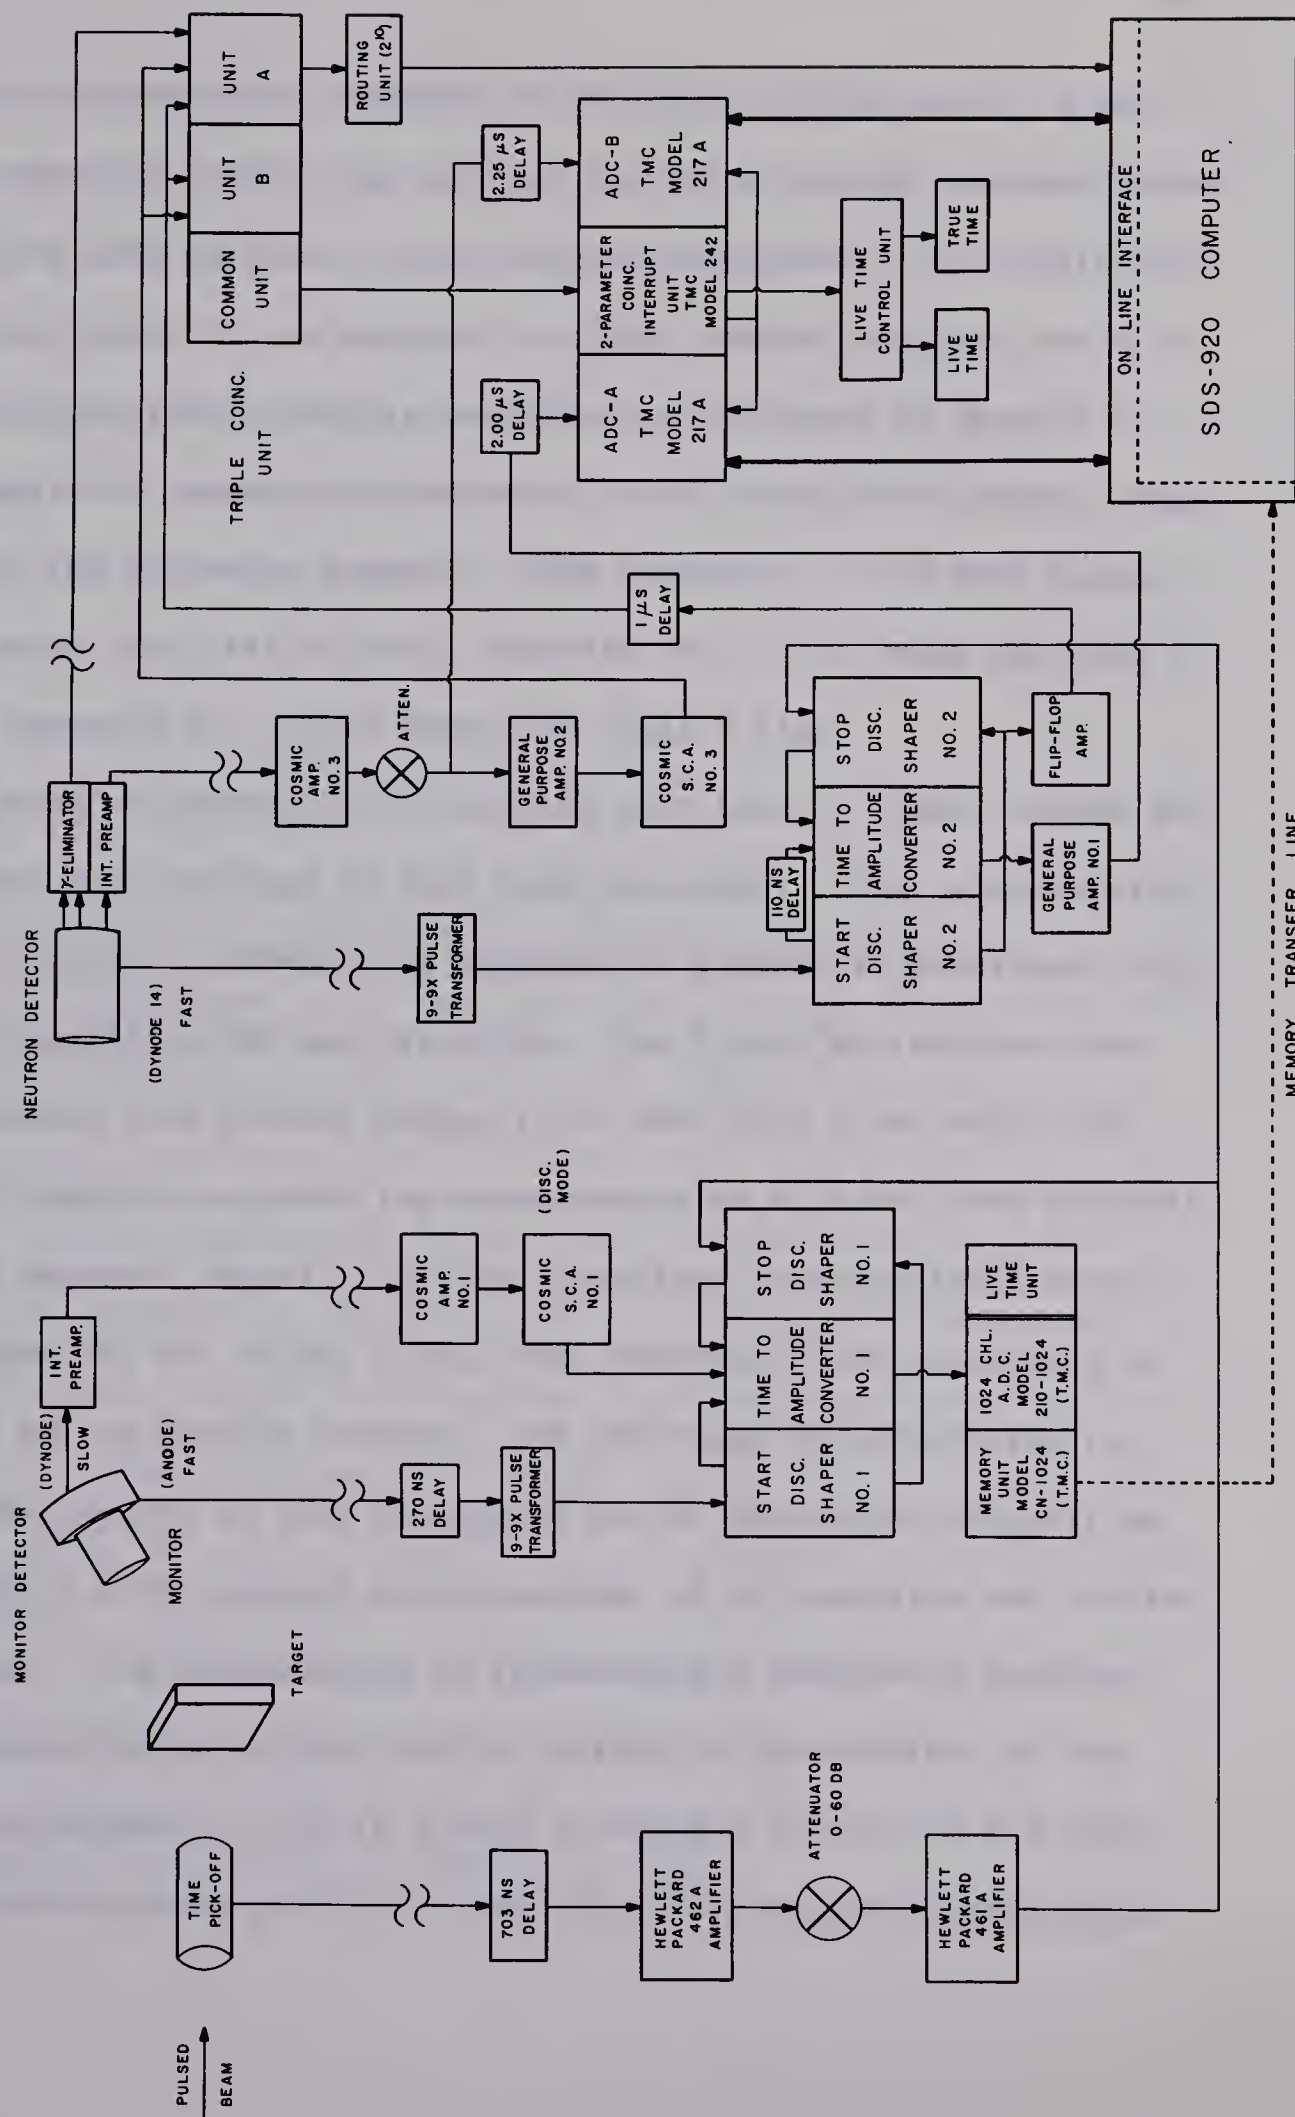 PULSED
BEAM
TIME
PICK-OFF
703 NS
DELAY
HEWLETT
PACKARD
462 A
AMPLIFIER
ATTENUATOR
0-60 DB
HEWLETT
PACKARD
461 A
AMPLIFIER
TARGET
MONITOR DETECTOR
MONITOR
(DYNODE)
SLOW
(ANODE)
FAST
INT.
PREAMP.
270 NS
DELAY
9-9X PULSE
TRANSFORMER
COSMIC
AMP.
NO.1
COSMIC
S.C.A.
NO.1
(DISC.
MODE)
START
DISC.
SHAPER
NO.1
TIME TO
AMPLITUDE
CONVERTER
NO. 1
STOP
DISC.
SHAPER
NO.1
MEMORY
UNIT
MODEL
CN-1024
(T.M.C.)
1024 CHL.
A.D.C.
MODEL
210-1024
(T.M.C.)
LIVE
TIME
UNIT
NEUTRON DETECTOR
(DYNODE 14)
FAST
γ-ELIMINATOR
INT. PREAMP
9-9X PULSE
TRANSFORMER
COSMIC
AMP.
NO. 3
ATTEN.
GENERAL
PURPOSE
AMP. NO.2
COSMIC
S.C.A.
NO. 3
110 NS
DELAY
START
DISC.
SHAPER
NO. 2
TIME TO
AMPLITUDE
CONVERTER
NO. 2
STOP
DISC.
SHAPER
NO. 2
GENERAL
PURPOSE
AMP. NO.1
FLIP-FLOP
AMP.
1 μS
DELAY
TRIPLE COINC.
UNIT
COMMON
UNIT
UNIT
B
UNIT
A
ROUTING
UNIT (2¹⁰)
2.00 μS
DELAY
2.25 μS
DELAY
ADC-A
TMC
MODEL
217 A
2-PARAMETER
COINC.
INTERRUPT
UNIT
TMC
MODEL 242
ADC-B
TMC
MODEL
217 A
LIVE TIME
CONTROL UNIT
LIVE
TIME
TRUE
TIME
ON LINE INTERFACE
SDS-920 COMPUTER
MEMORY TRANSFER LINE